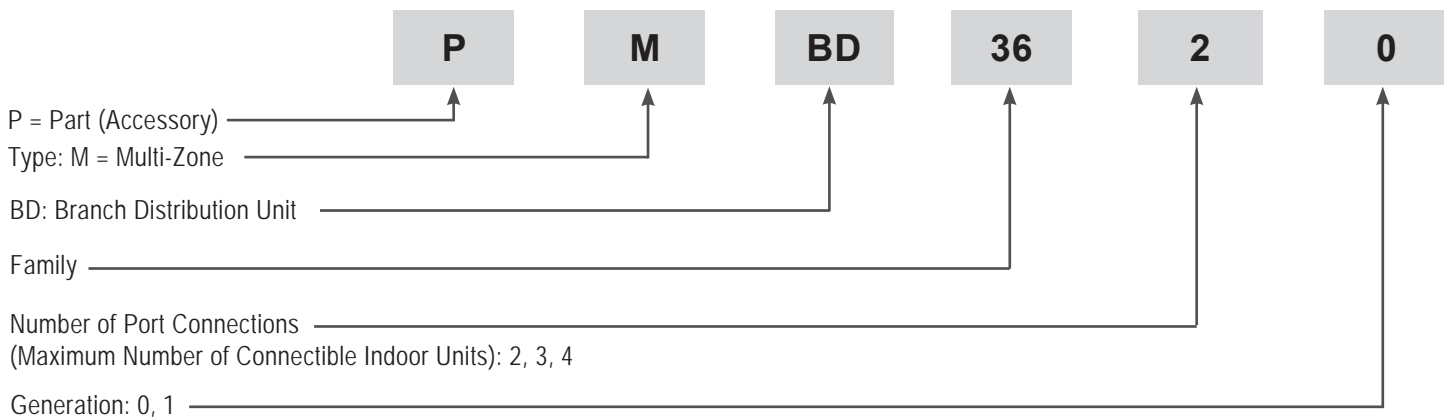 P M BD 36 2 0
P = Part (Accessory)
Type: M = Multi-Zone
BD: Branch Distribution Unit
Family
Number of Port Connections
(Maximum Number of Connectible Indoor Units): 2, 3, 4
Generation: 0, 1